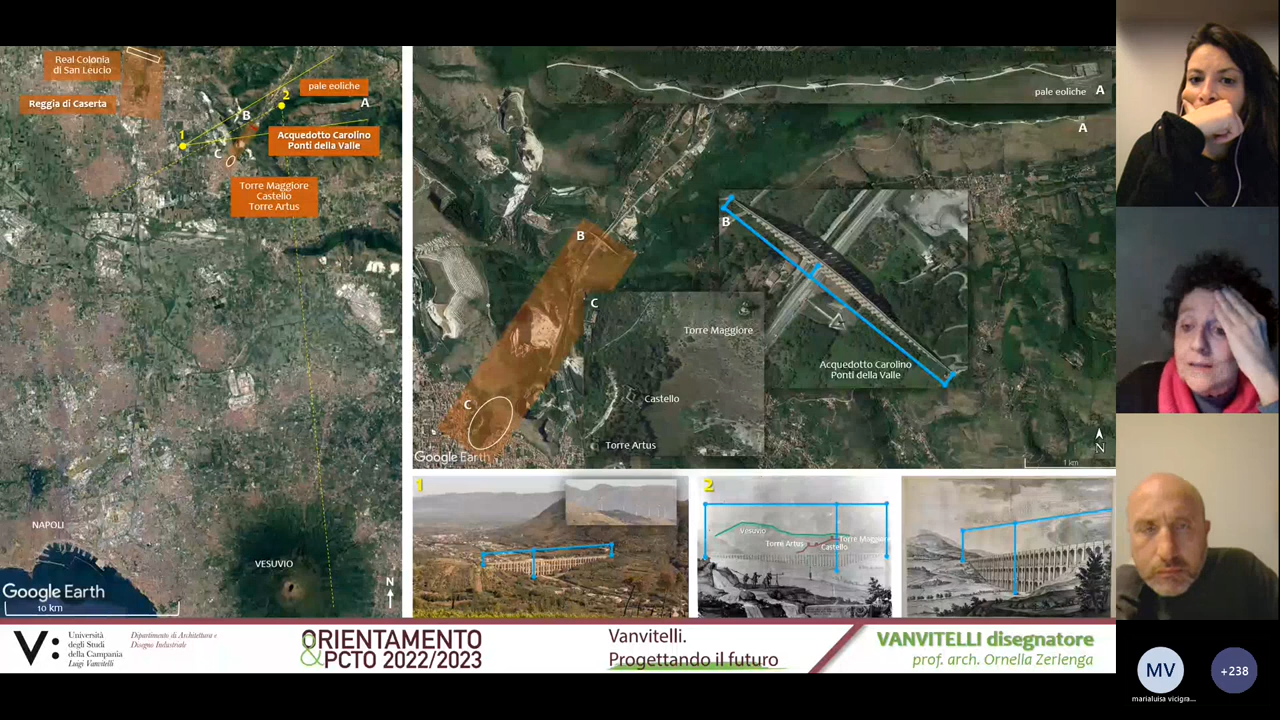 Real Colonia
di San Leucio
Reggia di Caserta
pale eoliche
2
A
B
1
Acquedotto Carolino
Ponti della Valle
C
Torre Maggiore
Castello
Torre Artus
NAPOLI
VESUVIO
Google Earth
10 km
N
A
pale eoliche
A
B
B
C
Torre Maggiore
Acquedotto Carolino
Ponti della Valle
Castello
C
Torre Artus
Google Earth
N
1 km
1
2
Vesuvio
Torre Artus
Torre Maggiore
Castello
V:
Università
degli Studi
della Campania
Luigi Vanvitelli
Dipartimento di Architettura e
Disegno Industriale
ORIENTAMENTO
&PCTO 2022/2023
Vanvitelli.
Progettando il futuro
VANVITELLI disegnatore
prof. arch. Ornella Zerlenga
MV
+238
marialuisa vicigra...